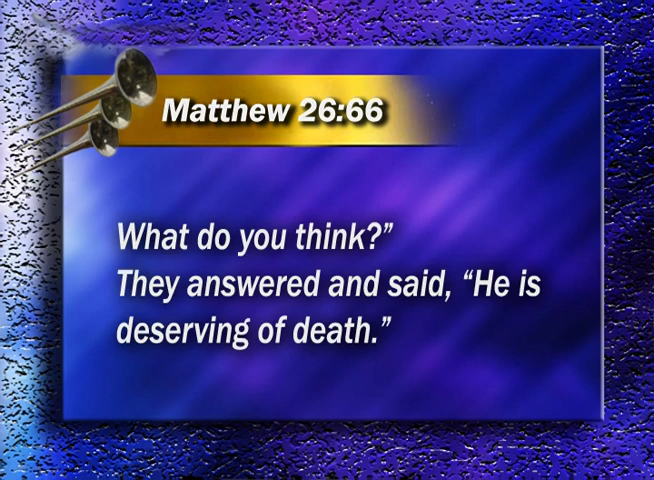 Matthew 26:66
What do you think?”
They answered and said, “He is
deserving of death.”